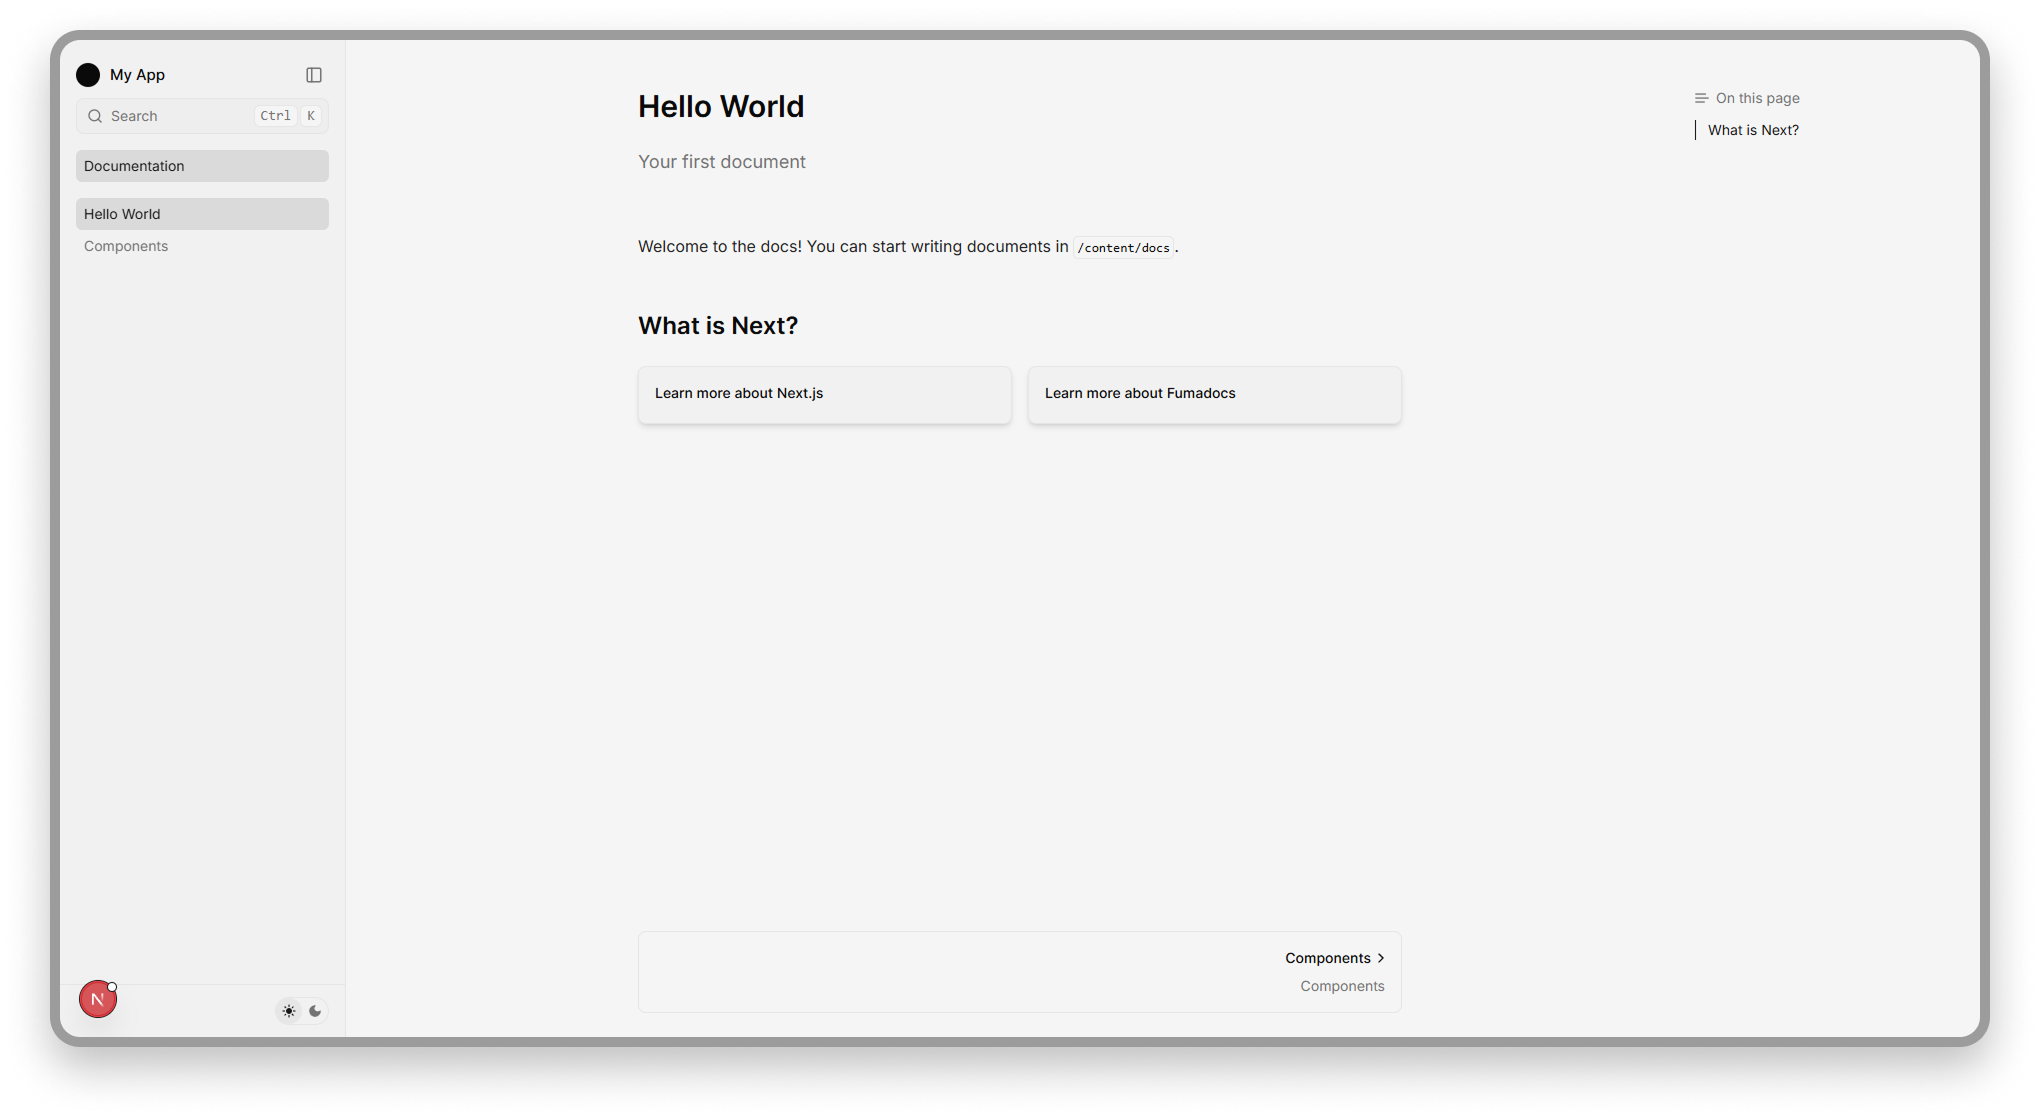 My App
Search Ctrl K
Documentation
Hello World
Components
N
Hello World
Your first document
Welcome to the docs! You can start writing documents in /content/docs.
What is Next?
Learn more about Next.js
Learn more about Fumadocs
Components
Components
On this page
What is Next?